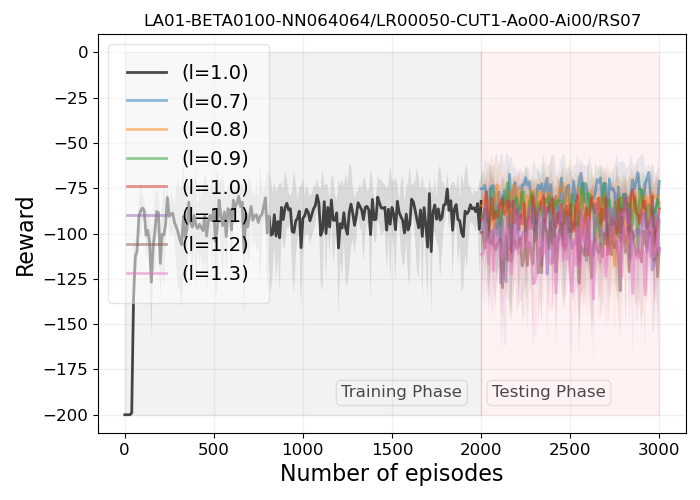 LA01-BETA0100-NN064064/LR00050-CUT1-Ao00-Ai00/RS07
Reward
0
−25
−50
−75
−100
−125
−150
−175
−200
(l=1.0)
(l=0.7)
(l=0.8)
(l=0.9)
(l=1.0)
(l=1.1)
(l=1.2)
(l=1.3)
Training Phase
Testing Phase
0
500
1000
1500
2000
2500
3000
Number of episodes